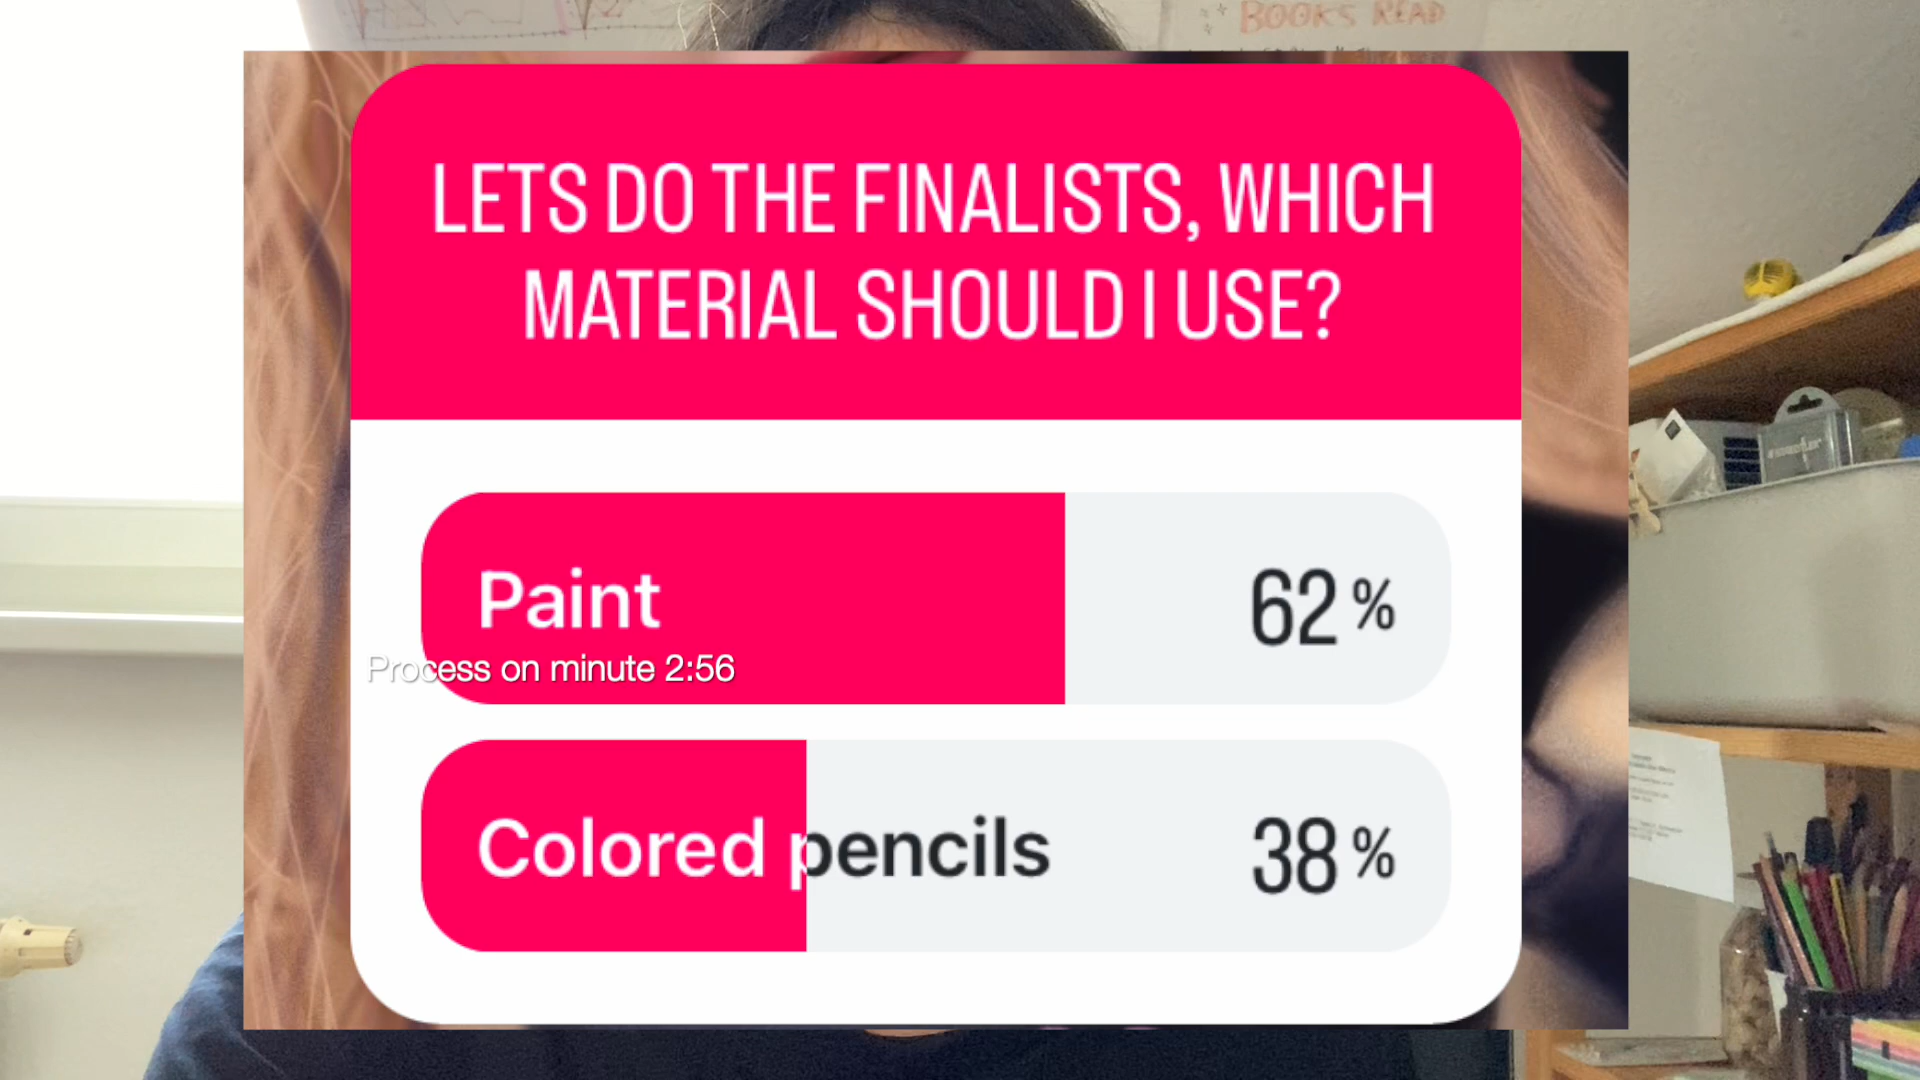 BOOKS READ
LETS DO THE FINALISTS, WHICH
MATERIAL SHOULD I USE?
Paint
62%
Process on minute 2:56
Colored pencils
38%